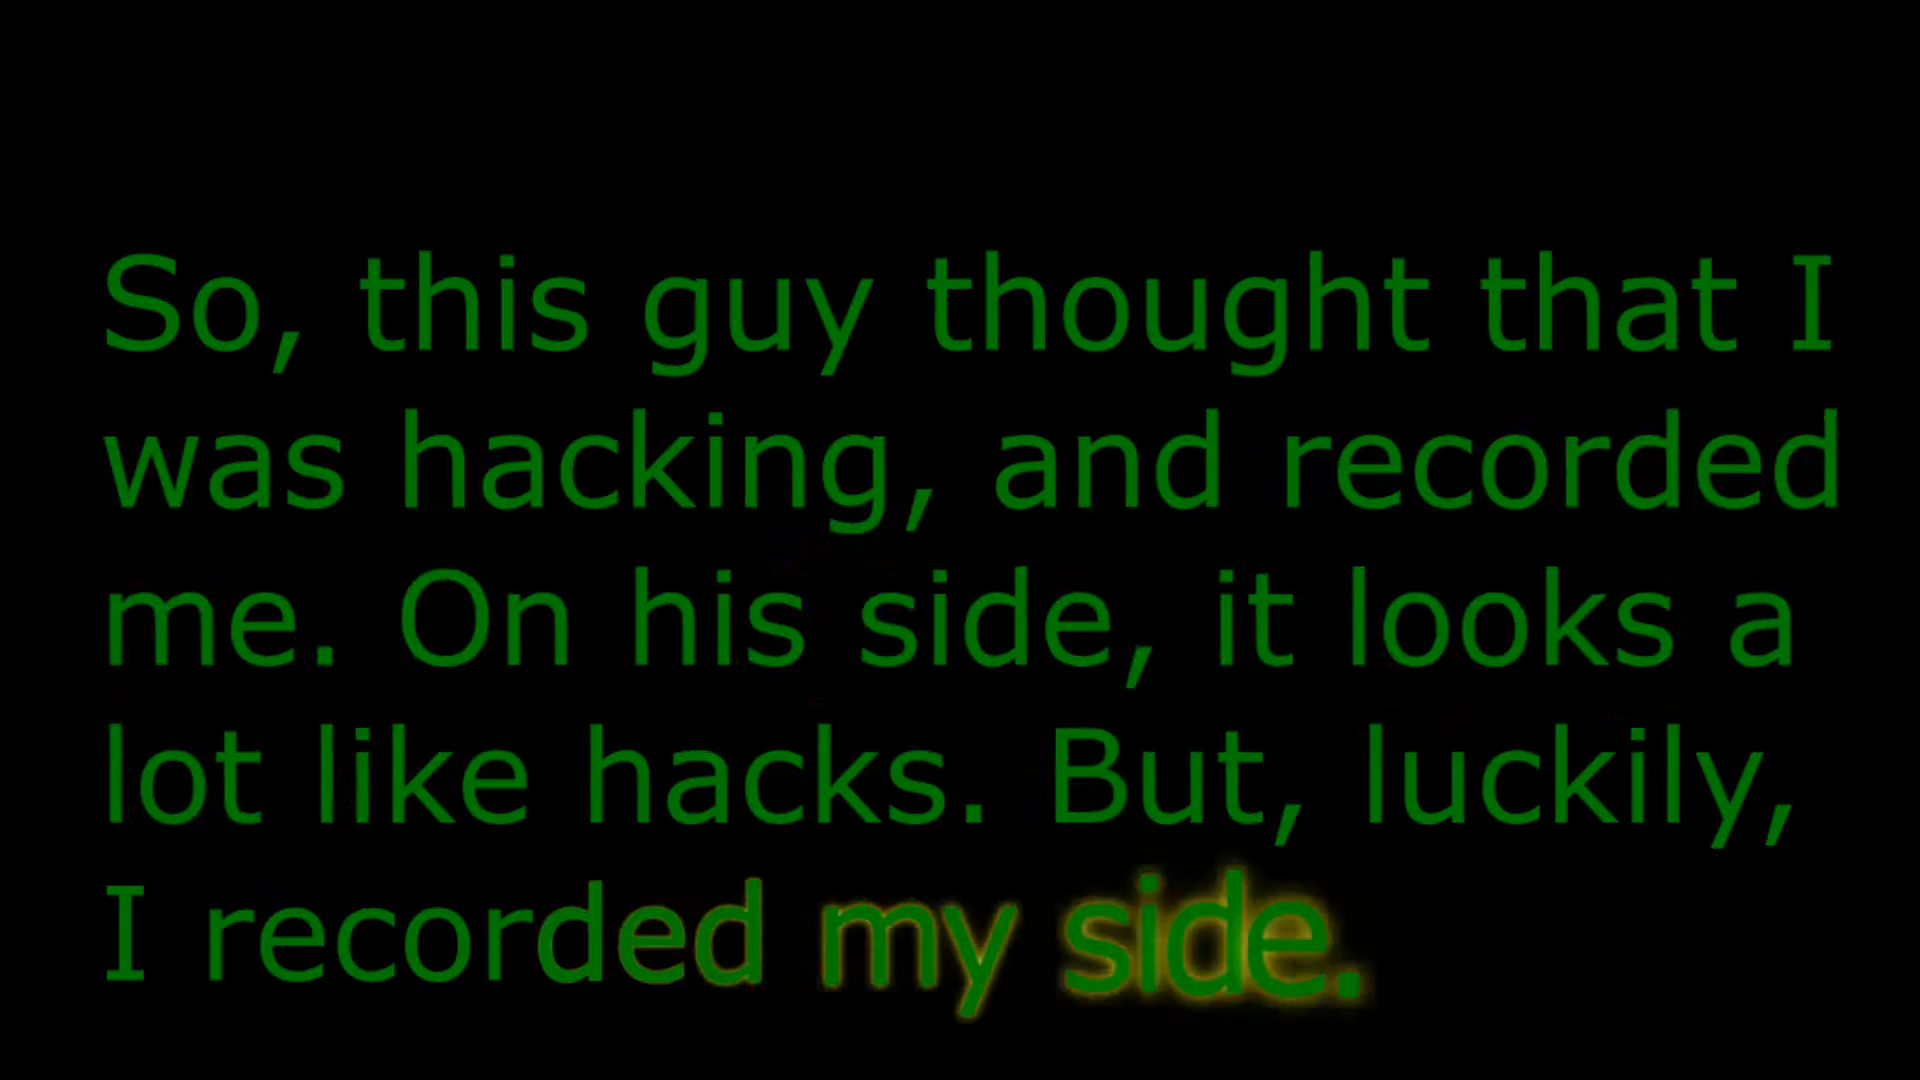 So, this guy thought that I
was hacking, and recorded
me. On his side, it looks a
lot like hacks. But, luckily,
I recorded my side.